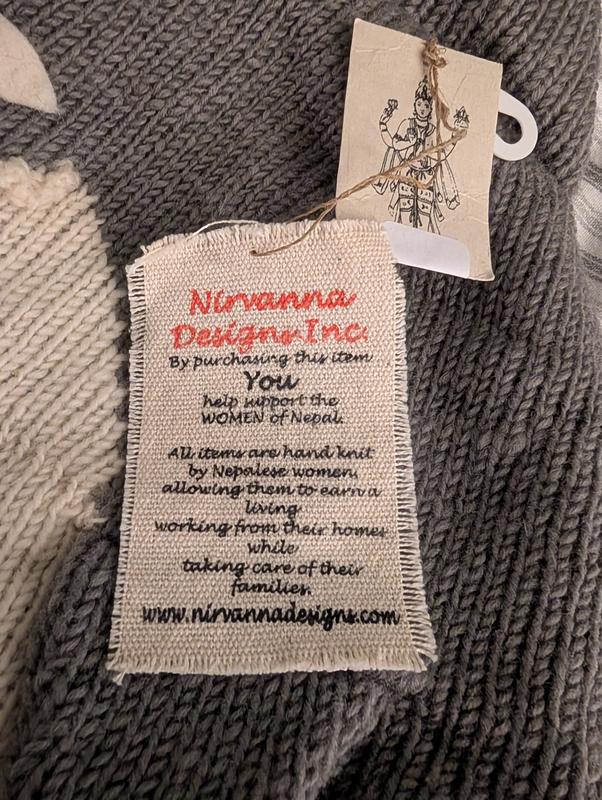 Nirvanna
Designs Inc.
By purchasing this item
You
help support the
WOMEN of Nepal.
All items are hand knit
by Nepalese women,
allowing them to earn a
living
working from their homes
while
taking care of their
families.
www.nirvannadesigns.com